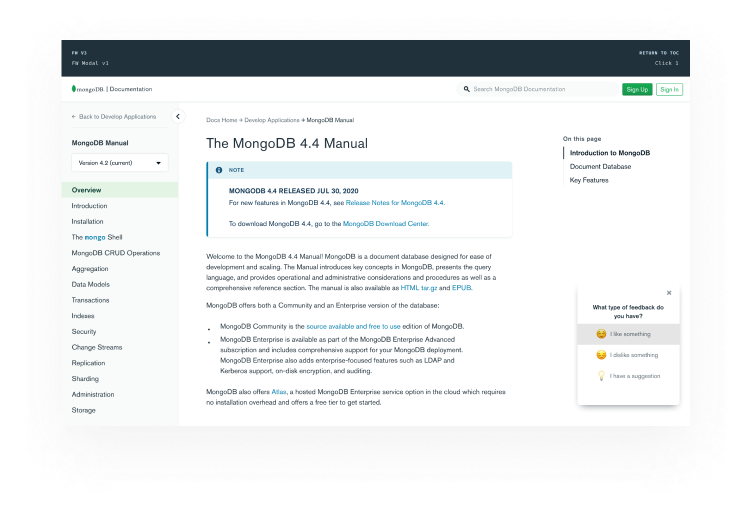 FW V3
FW Modal v1
RETURN TO TOC
Click 1
mongoDB. | Documentation
Search MongoDB Documentation
Sign Up
Sign In
← Back to Develop Applications
MongoDB Manual
Version 4.2 (current)
Overview
Introduction
Installation
The mongo Shell
MongoDB CRUD Operations
Aggregation
Data Models
Transactions
Indexes
Security
Change Streams
Replication
Sharding
Administration
Storage
Docs Home → Develop Applications → MongoDB Manual
The MongoDB 4.4 Manual
NOTE
MONGODB 4.4 RELEASED JUL 30, 2020
For new features in MongoDB 4.4, see Release Notes for MongoDB 4.4.
To download MongoDB 4.4, go to the MongoDB Download Center.
Welcome to the MongoDB 4.4 Manual! MongoDB is a document database designed for ease of
development and scaling. The Manual introduces key concepts in MongoDB, presents the query
language, and provides operational and administrative considerations and procedures as well as a
comprehensive reference section. The manual is also available as HTML tar.gz and EPUB.
MongoDB offers both a Community and an Enterprise version of the database:
• MongoDB Community is the source available and free to use edition of MongoDB.
• MongoDB Enterprise is available as part of the MongoDB Enterprise Advanced
subscription and includes comprehensive support for your MongoDB deployment.
MongoDB Enterprise also adds enterprise-focused features such as LDAP and
Kerberos support, on-disk encryption, and auditing.
MongoDB also offers Atlas, a hosted MongoDB Enterprise service option in the cloud which requires
no installation overhead and offers a free tier to get started.
On this page
Introduction to MongoDB
Document Database
Key Features
What type of feedback do
you have?
I like something
I dislike something
I have a suggestion